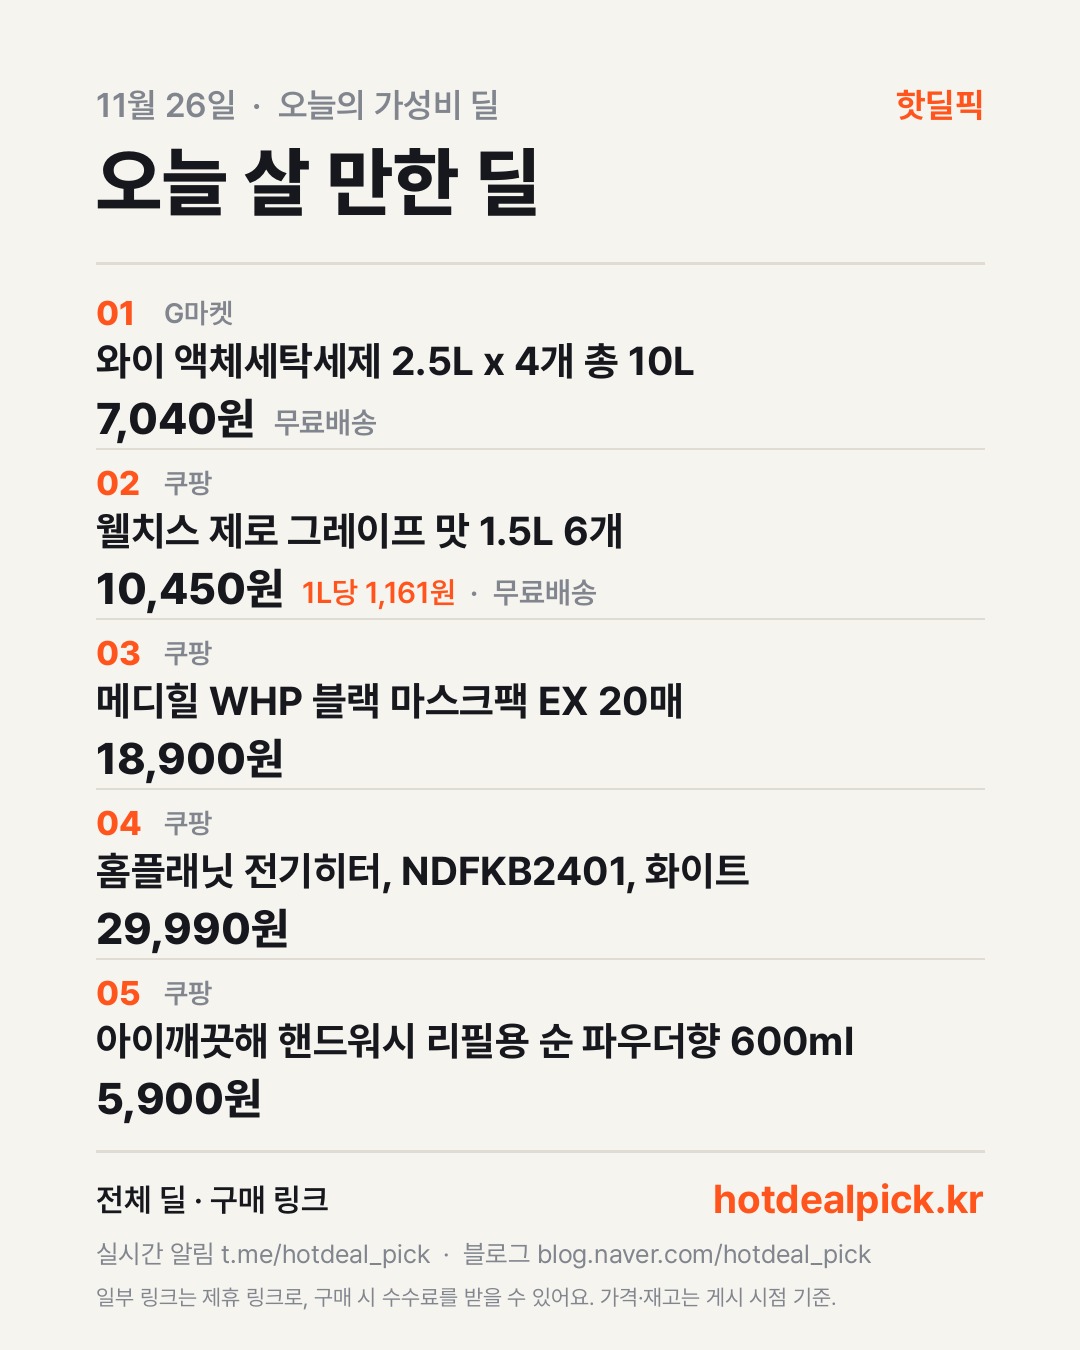 11월 26일 · 오늘의 가성비 딜 핫딜픽
오늘 살 만한 딜
01 G마켓
와이 액체세탁세제 2.5L x 4개 총 10L
7,040원 무료배송
02 쿠팡
웰치스 제로 그레이프 맛 1.5L 6개
10,450원 1L당 1,161원 · 무료배송
03 쿠팡
메디힐 WHP 블랙 마스크팩 EX 20매
18,900원
04 쿠팡
홈플래닛 전기히터, NDFKB2401, 화이트
29,990원
05 쿠팡
아이깨끗해 핸드워시 리필용 순 파우더향 600ml
5,900원
전체 딜 · 구매 링크 hotdealpick.kr
실시간 알림 t.me/hotdeal_pick · 블로그 blog.naver.com/hotdeal_pick
일부 링크는 제휴 링크로, 구매 시 수수료를 받을 수 있어요. 가격·재고는 게시 시점 기준.